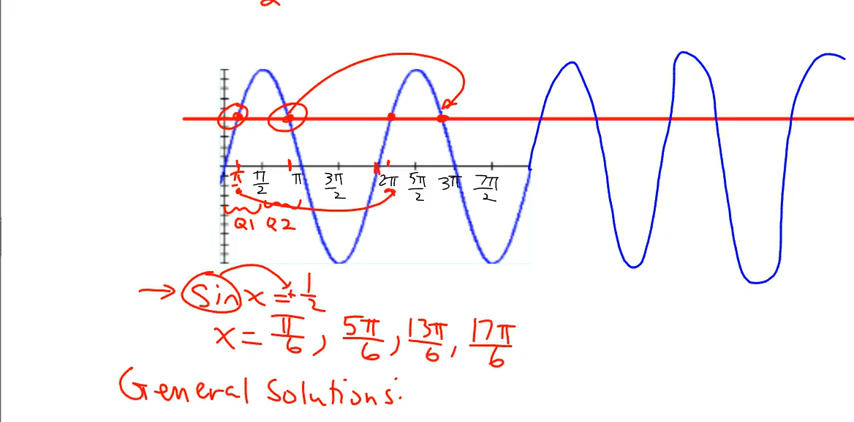 π/6 π/2 π 3π/2 2π 5π/2 3π 7π/2
Q1 Q2
→ sin x = + 1/2
x = π/6, 5π/6, 13π/6, 17π/6
General Solutions: